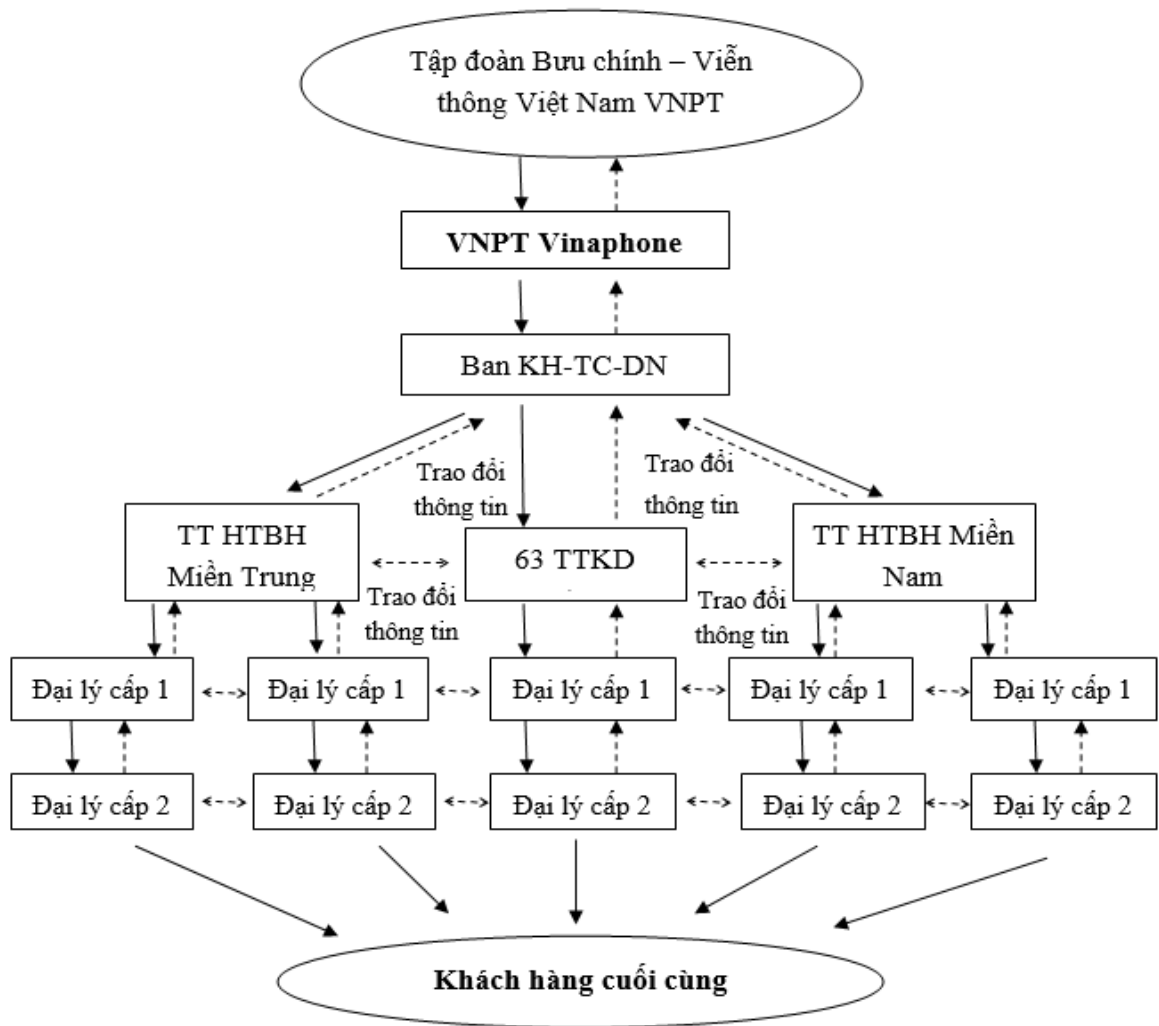 Tập đoàn Bưu chính – Viễn
thông Việt Nam VNPT
VNPT Vinaphone
Ban KH-TC-DN
Trao đổi
thông tin
Trao đổi
thông tin
TT HTBH
Miền Trung
63 TTKD
TT HTBH Miền
Nam
Trao đổi
thông tin
Trao đổi
thông tin
Đại lý cấp 1
Đại lý cấp 1
Đại lý cấp 1
Đại lý cấp 1
Đại lý cấp 1
Đại lý cấp 2
Đại lý cấp 2
Đại lý cấp 2
Đại lý cấp 2
Đại lý cấp 2
Khách hàng cuối cùng